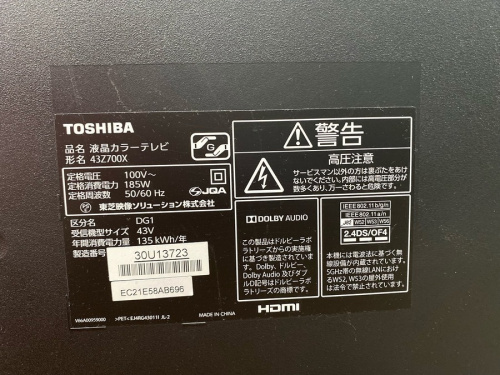 TOSHIBA
品名 液晶カラーテレビ
形名 43Z700X
定格電圧 100V~
定格消費電力 185W
定格周波数 50/60 Hz
JQA
東芝映像ソリューション株式会社
区分名 DG1
受信機型サイズ 43V
年間消費電力量 135 kWh/年
製造番号
30U13723
EC21E58AB696
V06A00959000
>PET<EJ4RG43011I JL-2
警告
高圧注意
サービスマン以外の方は裏ぶたをあけ
ないでください。内部には高電圧部分が
数多くあり、万一さわると危険です。
DOLBY AUDIO
この製品はドルビーラボ
ラトリーズからの実施権
に基づき製造されていま
す。Dolby、ドルビー、
Dolby Audio 及びダブ
ルD記号はドルビーラボ
ラトリーズの商標です。
IEEE802.11b/g/n
IEEE802.11a/n
W52 W53 W56
2.4DS/OF4
本機には電波法に基づく無
線設備が内蔵されています。
5GHz帯の無線LANにおけ
るW52、W53の屋外使用
は法令で禁止されています。
MADE IN CHINA
HDMI